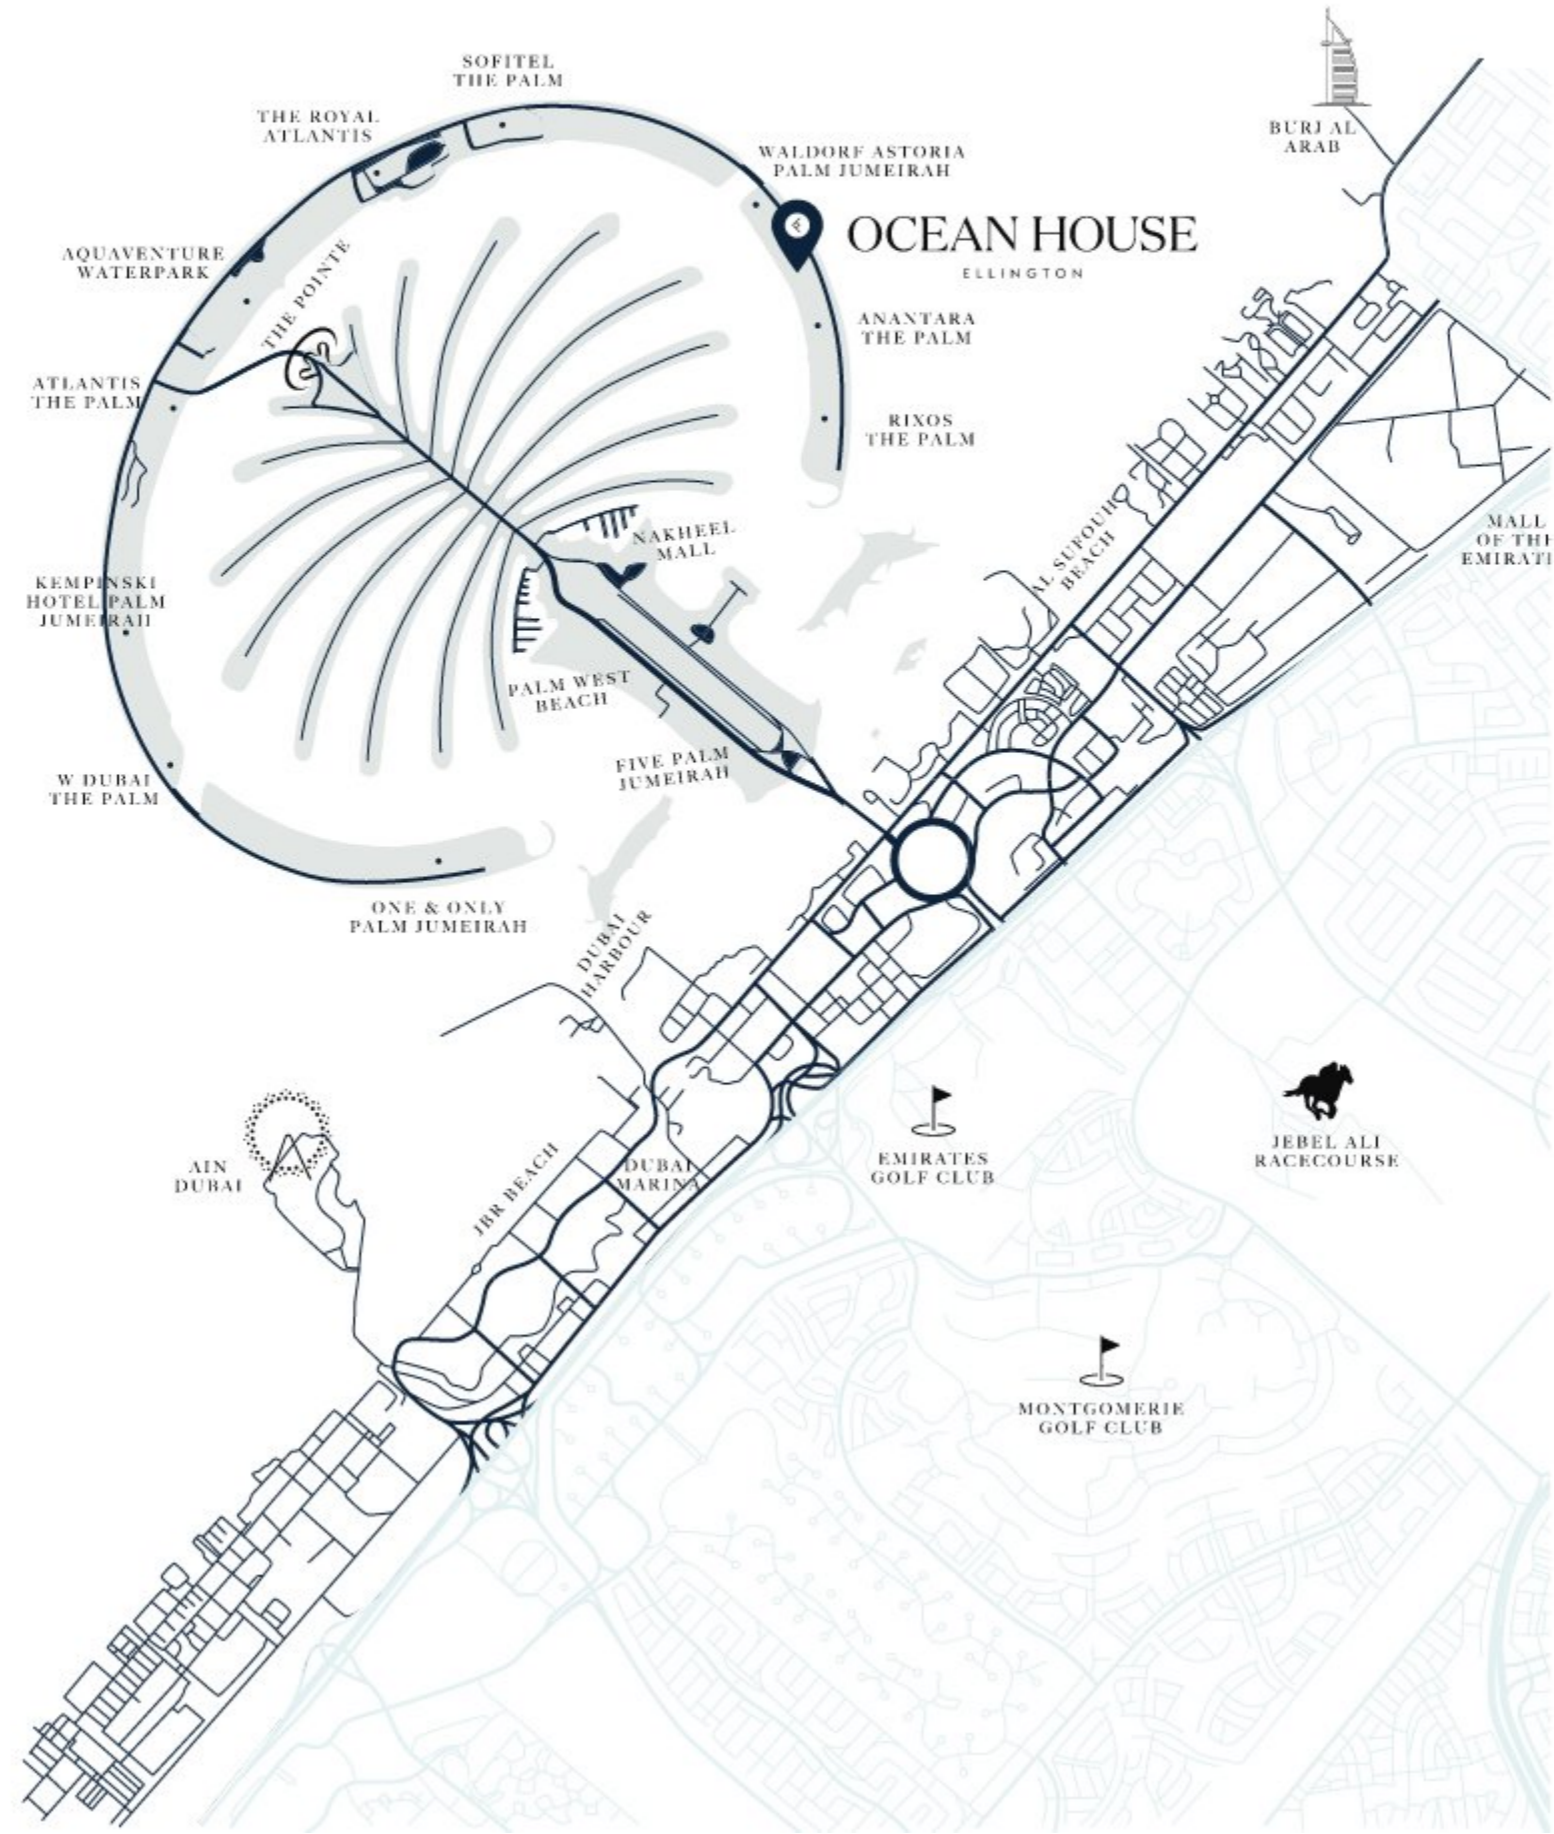 SOFITEL
THE PALM
THE ROYAL
ATLANTIS
BURJ AL
ARAB
WALDORF ASTORIA
PALM JUMEIRAH
OCEAN HOUSE
ELLINGTON
AQUAVENTURE
WATERPARK
THE POINTE
ANANTARA
THE PALM
ATLANTIS
THE PALM
RIXOS
THE PALM
NAKHEEL
MALL
AL SUFOUH
BEACH
MALL
OF THE
EMIRATE
KEMPINSKI
HOTEL PALM
JUMEIRAH
PALM WEST
BEACH
FIVE PALM
JUMEIRAH
W DUBAI
THE PALM
ONE & ONLY
PALM JUMEIRAH
DUBAI
HARBOUR
AIN
DUBAI
JBR BEACH
DUBAI
MARINA
EMIRATES
GOLF CLUB
JEBEL ALI
RACECOURSE
MONTGOMERIE
GOLF CLUB